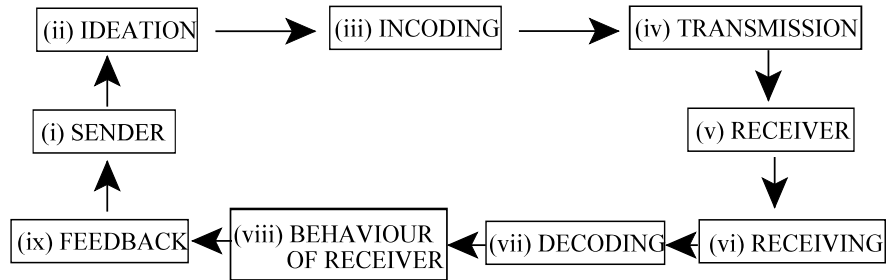 (ii) IDEATION
(iii) INCODING
(iv) TRANSMISSION
(i) SENDER
(v) RECEIVER
(ix) FEEDBACK
(viii) BEHAVIOUR
OF RECEIVER
(vii) DECODING
(vi) RECEIVING